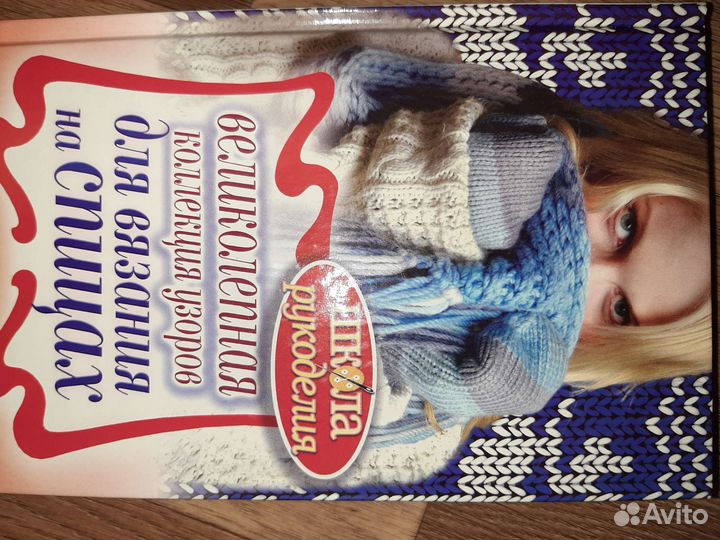 Школа
рукоделия
великолепная
коллекция узоров
для вязания
на спицах
Avito